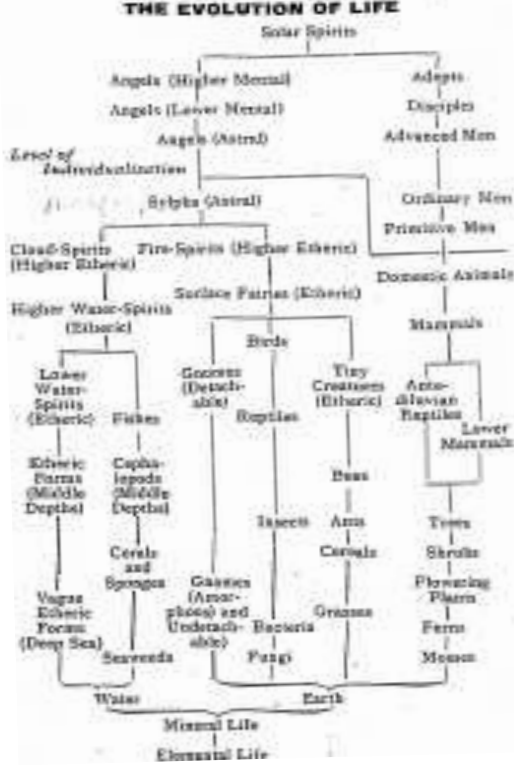 THE EVOLUTION OF LIFE
Solar Spirits
Angels (Higher Mental)
Adepts
Angels (Lower Mental)
Disciples
Angels (Astral)
Advanced Men
Level of
Individualization
Sylphs (Astral)
Ordinary Men
Primitive Men
Cloud-Spirits
(Higher Etheric)
Fire-Spirits (Higher Etheric)
Domestic Animals
Surface Fairies (Etheric)
Higher Water-Spirits
(Etheric)
Mammals
Birds
Lower
Water-
Spirits
(Etheric)
Fishes
Gnomes
(Detach-
able)
Reptiles
Tiny
Creatures
(Etheric)
Ante-
diluvian
Reptiles
Lower
Mammals
Etheric
Forms
(Middle
Depths)
Cepha-
lopods
(Middle
Depths)
Bees
Insects
Ants
Trees
Corals
and
Sponges
Cereals
Shrubs
Vague
Etheric
Forms
(Deep Sea)
Gnomes
(Amor-
phous) and
Undetach-
able)
Grasses
Flowering
Plants
Bacteria
Ferns
Seaweeds
Fungi
Mosses
Water
Earth
Mineral Life
Elemental Life